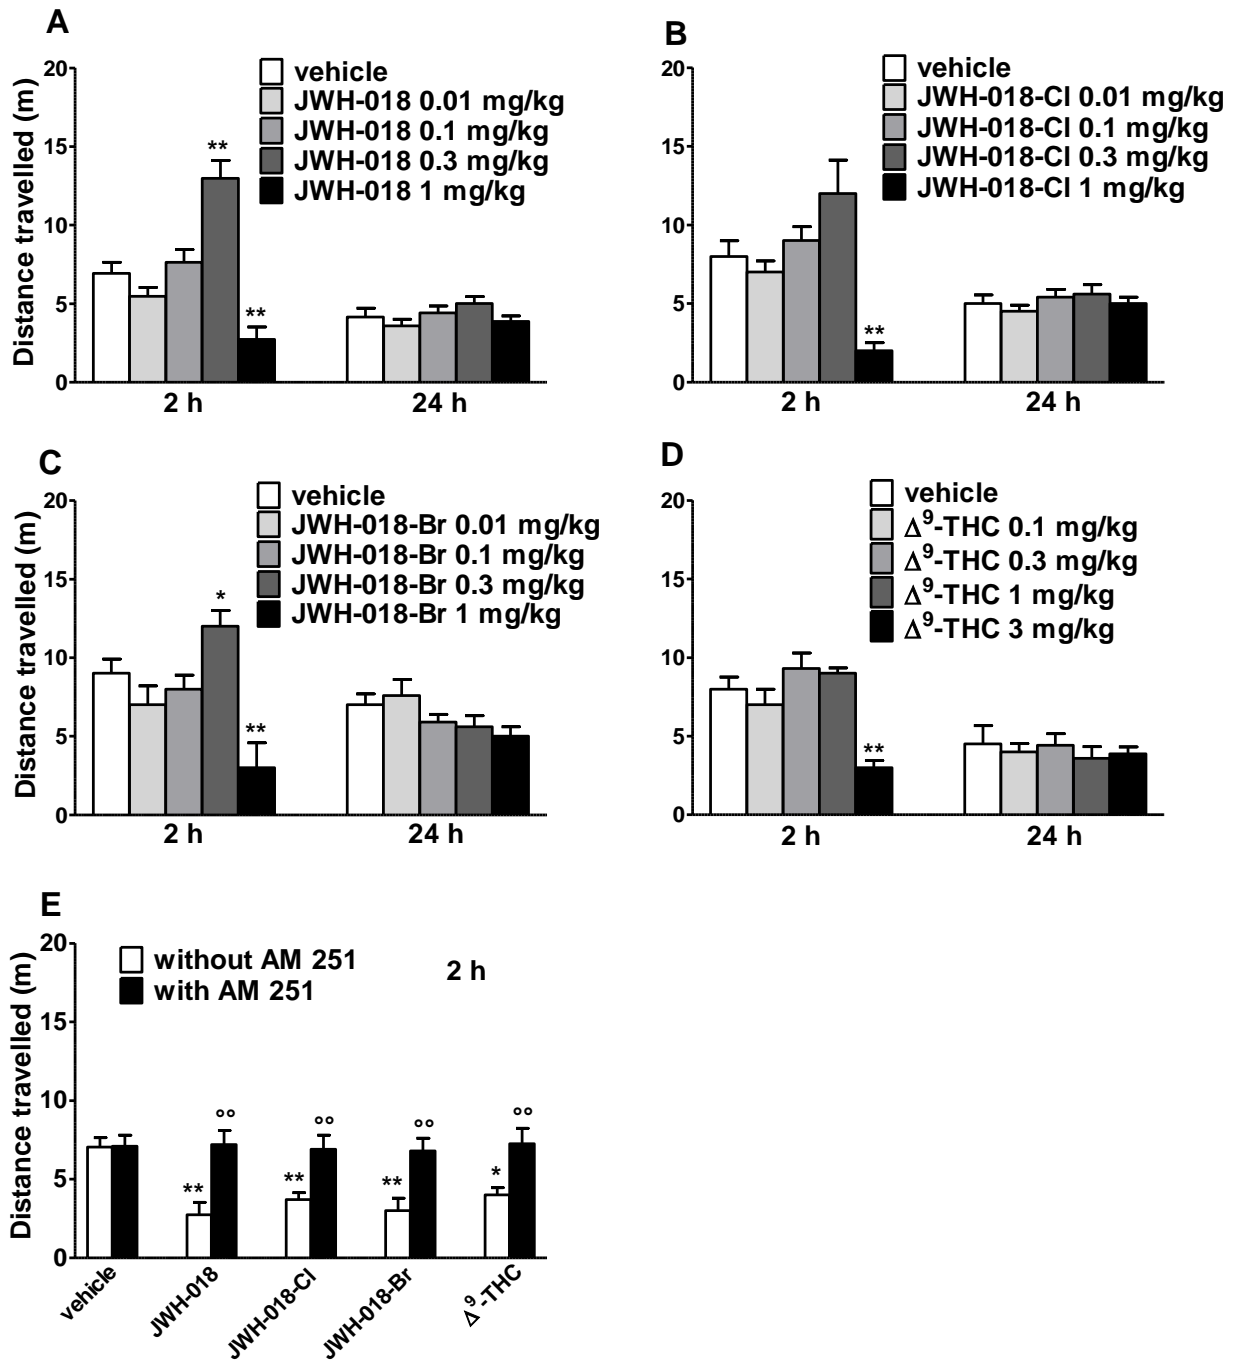 A
Distance travelled (m)
20
15
10
5
0
vehicle
JWH-018 0.01 mg/kg
JWH-018 0.1 mg/kg
JWH-018 0.3 mg/kg
JWH-018 1 mg/kg
**
**
2 h
24 h
B
20
15
10
5
0
vehicle
JWH-018-Cl 0.01 mg/kg
JWH-018-Cl 0.1 mg/kg
JWH-018-Cl 0.3 mg/kg
JWH-018-Cl 1 mg/kg
**
2 h
24 h
C
Distance travelled (m)
20
15
10
5
0
vehicle
JWH-018-Br 0.01 mg/kg
JWH-018-Br 0.1 mg/kg
JWH-018-Br 0.3 mg/kg
JWH-018-Br 1 mg/kg
*
**
2 h
24 h
D
20
15
10
5
0
vehicle
Δ⁹-THC 0.1 mg/kg
Δ⁹-THC 0.3 mg/kg
Δ⁹-THC 1 mg/kg
Δ⁹-THC 3 mg/kg
**
2 h
24 h
E
Distance travelled (m)
20
15
10
5
0
without AM 251
with AM 251
2 h
** °° ** °° ** °° * °°
vehicle
JWH-018
JWH-018-Cl
JWH-018-Br
Δ⁹-THC